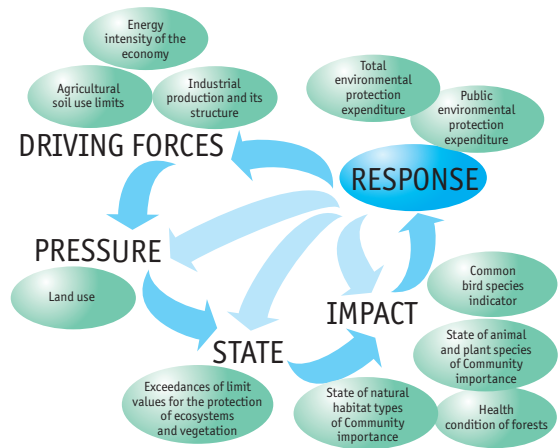 Energy
intensity of the
economy
Agricultural
soil use limits
Industrial
production and its
structure
Total
environmental
protection
expenditure
Public
environmental
protection
expenditure
DRIVING FORCES
RESPONSE
PRESSURE
Land use
Common
bird species
indicator
IMPACT
State of animal
and plant species
of Community
importance
STATE
Exceedances of limit
values for the protection
of ecosystems
and vegetation
State of natural
habitat types
of Community
importance
Health
condition of forests